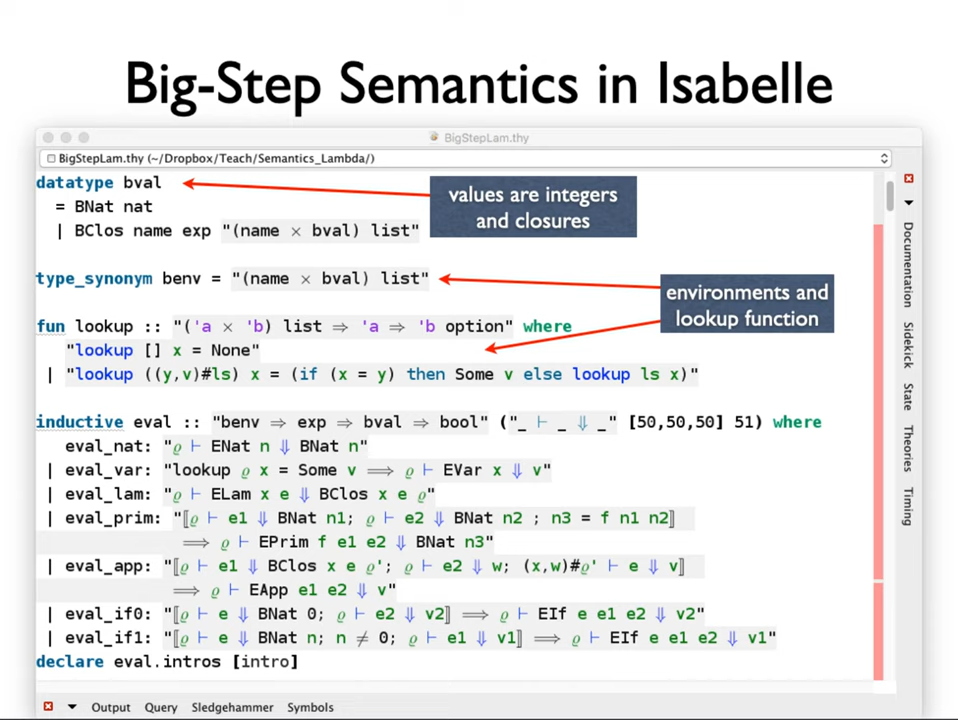 Big-Step Semantics in Isabelle
BigStepLam.thy
BigStepLam.thy (~/Dropbox/Teach/Semantics_Lambda/)
datatype bval
values are integers
and closures
= BNat nat
| BClos name exp "(name × bval) list"
type_synonym benv = "(name × bval) list"
environments and
lookup function
fun lookup :: "('a × 'b) list ⇒ 'a ⇒ 'b option" where
"lookup [] x = None"
| "lookup ((y,v)#ls) x = (if (x = y) then Some v else lookup ls x)"
inductive eval :: "benv ⇒ exp ⇒ bval ⇒ bool" ("_ ⊢ _ ⇓ _" [50,50,50] 51) where
eval_nat: "ϱ ⊢ ENat n ⇓ BNat n"
| eval_var: "lookup ϱ x = Some v ⟹ ϱ ⊢ EVar x ⇓ v"
| eval_lam: "ϱ ⊢ ELam x e ⇓ BClos x e ϱ"
| eval_prim: "⟦ϱ ⊢ e1 ⇓ BNat n1; ϱ ⊢ e2 ⇓ BNat n2 ; n3 = f n1 n2⟧
⟹ ϱ ⊢ EPrim f e1 e2 ⇓ BNat n3"
| eval_app: "⟦ϱ ⊢ e1 ⇓ BClos x e ϱ'; ϱ ⊢ e2 ⇓ w; (x,w)#ϱ' ⊢ e ⇓ v⟧
⟹ ϱ ⊢ EApp e1 e2 ⇓ v"
| eval_if0: "⟦ϱ ⊢ e ⇓ BNat 0; ϱ ⊢ e2 ⇓ v2⟧ ⟹ ϱ ⊢ EIf e e1 e2 ⇓ v2"
| eval_if1: "⟦ϱ ⊢ e ⇓ BNat n; n ≠ 0; ϱ ⊢ e1 ⇓ v1⟧ ⟹ ϱ ⊢ EIf e e1 e2 ⇓ v1"
declare eval.intros [intro]
Documentation
Sidekick
State
Theories
Timing
Output Query Sledgehammer Symbols